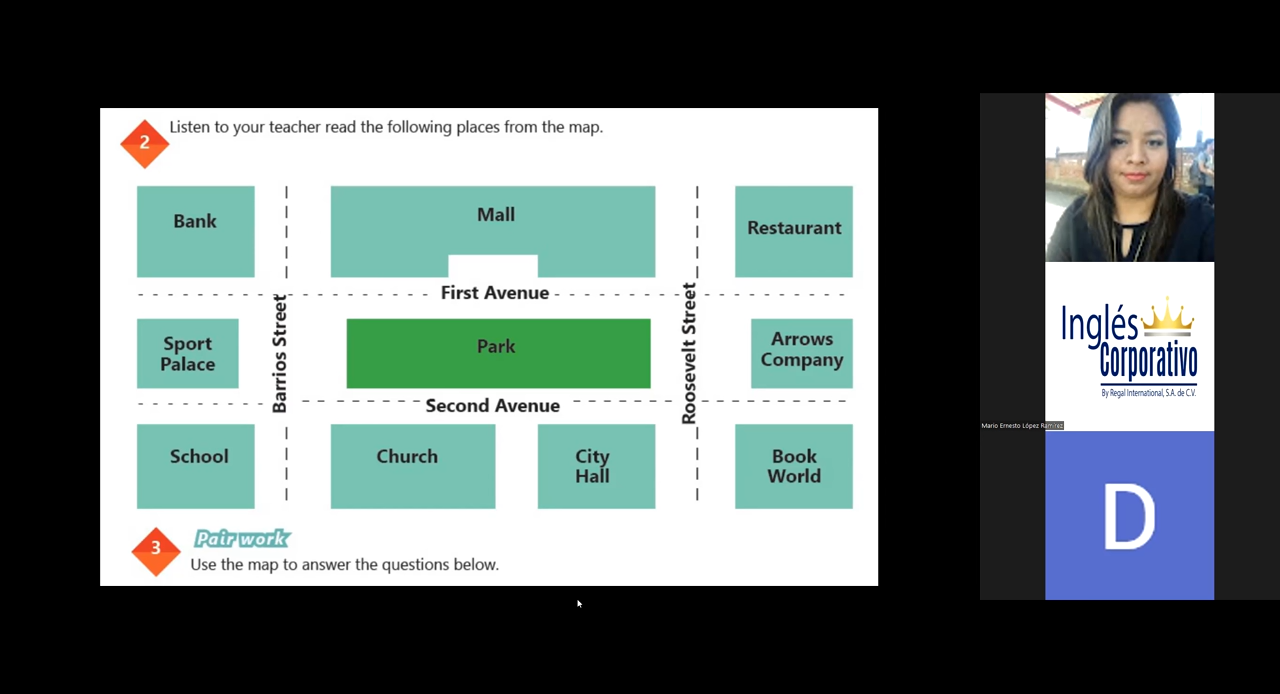 2
Listen to your teacher read the following places from the map.
Bank
Mall
Restaurant
First Avenue
Sport
Palace
Barrios Street
Park
Roosevelt Street
Arrows
Company
Second Avenue
School
Church
City
Hall
Book
World
3
Pair work
Use the map to answer the questions below.
Inglés
Corporativo
By Regal International, S.A. de C.V.
Mario Ernesto López Ramirez
D